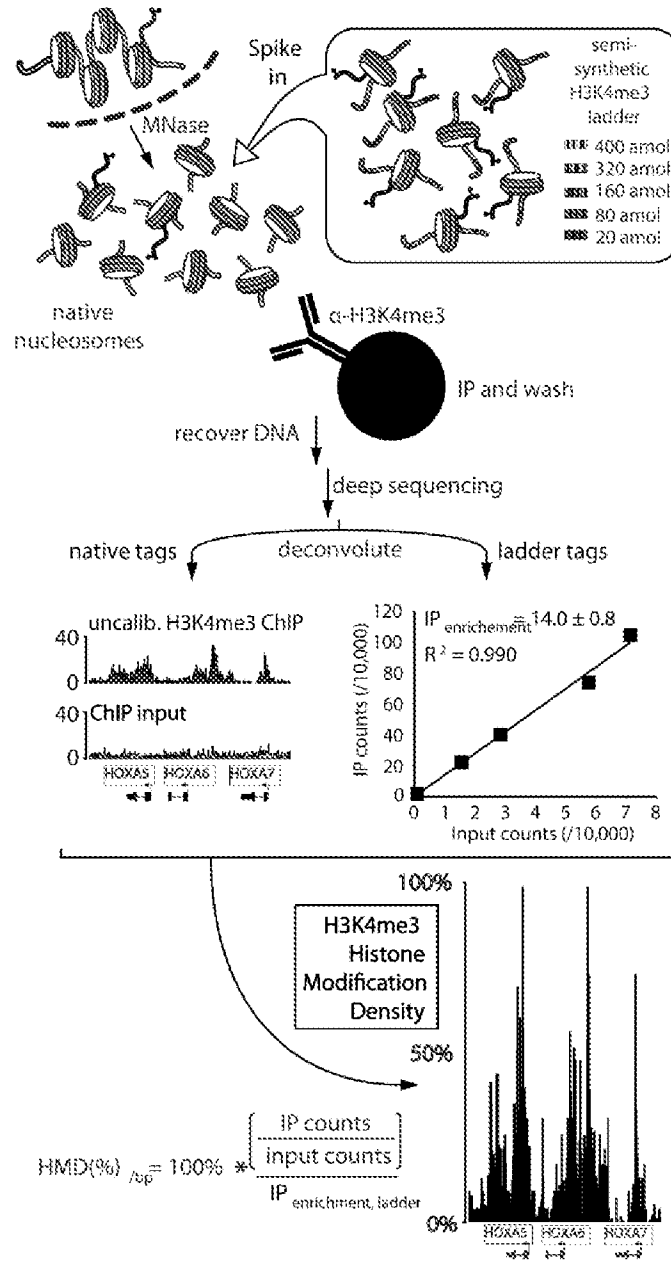 Spike
in
semi-
synthetic
H3K4me3
ladder
400 amol
320 amol
160 amol
80 amol
20 amol
MNase
native
nucleosomes
α-H3K4me3
IP and wash
recover DNA
deep sequencing
native tags
deconvolute
ladder tags
uncalib. H3K4me3 ChIP
40
0
ChIP input
40
0
HOXA5
HOXA6
HOXA7
IP enrichement = 14.0 ± 0.8
R² = 0.990
IP counts (/10,000)
120
100
80
60
40
20
0
0 1 2 3 4 5 6 7 8
Input counts (/10,000)
H3K4me3
Histone
Modification
Density
100%
50%
0%
HOXA5
HOXA6
HOXA7
HMD(%) /bp = 100% *
IP counts
input counts
IP enrichment, ladder